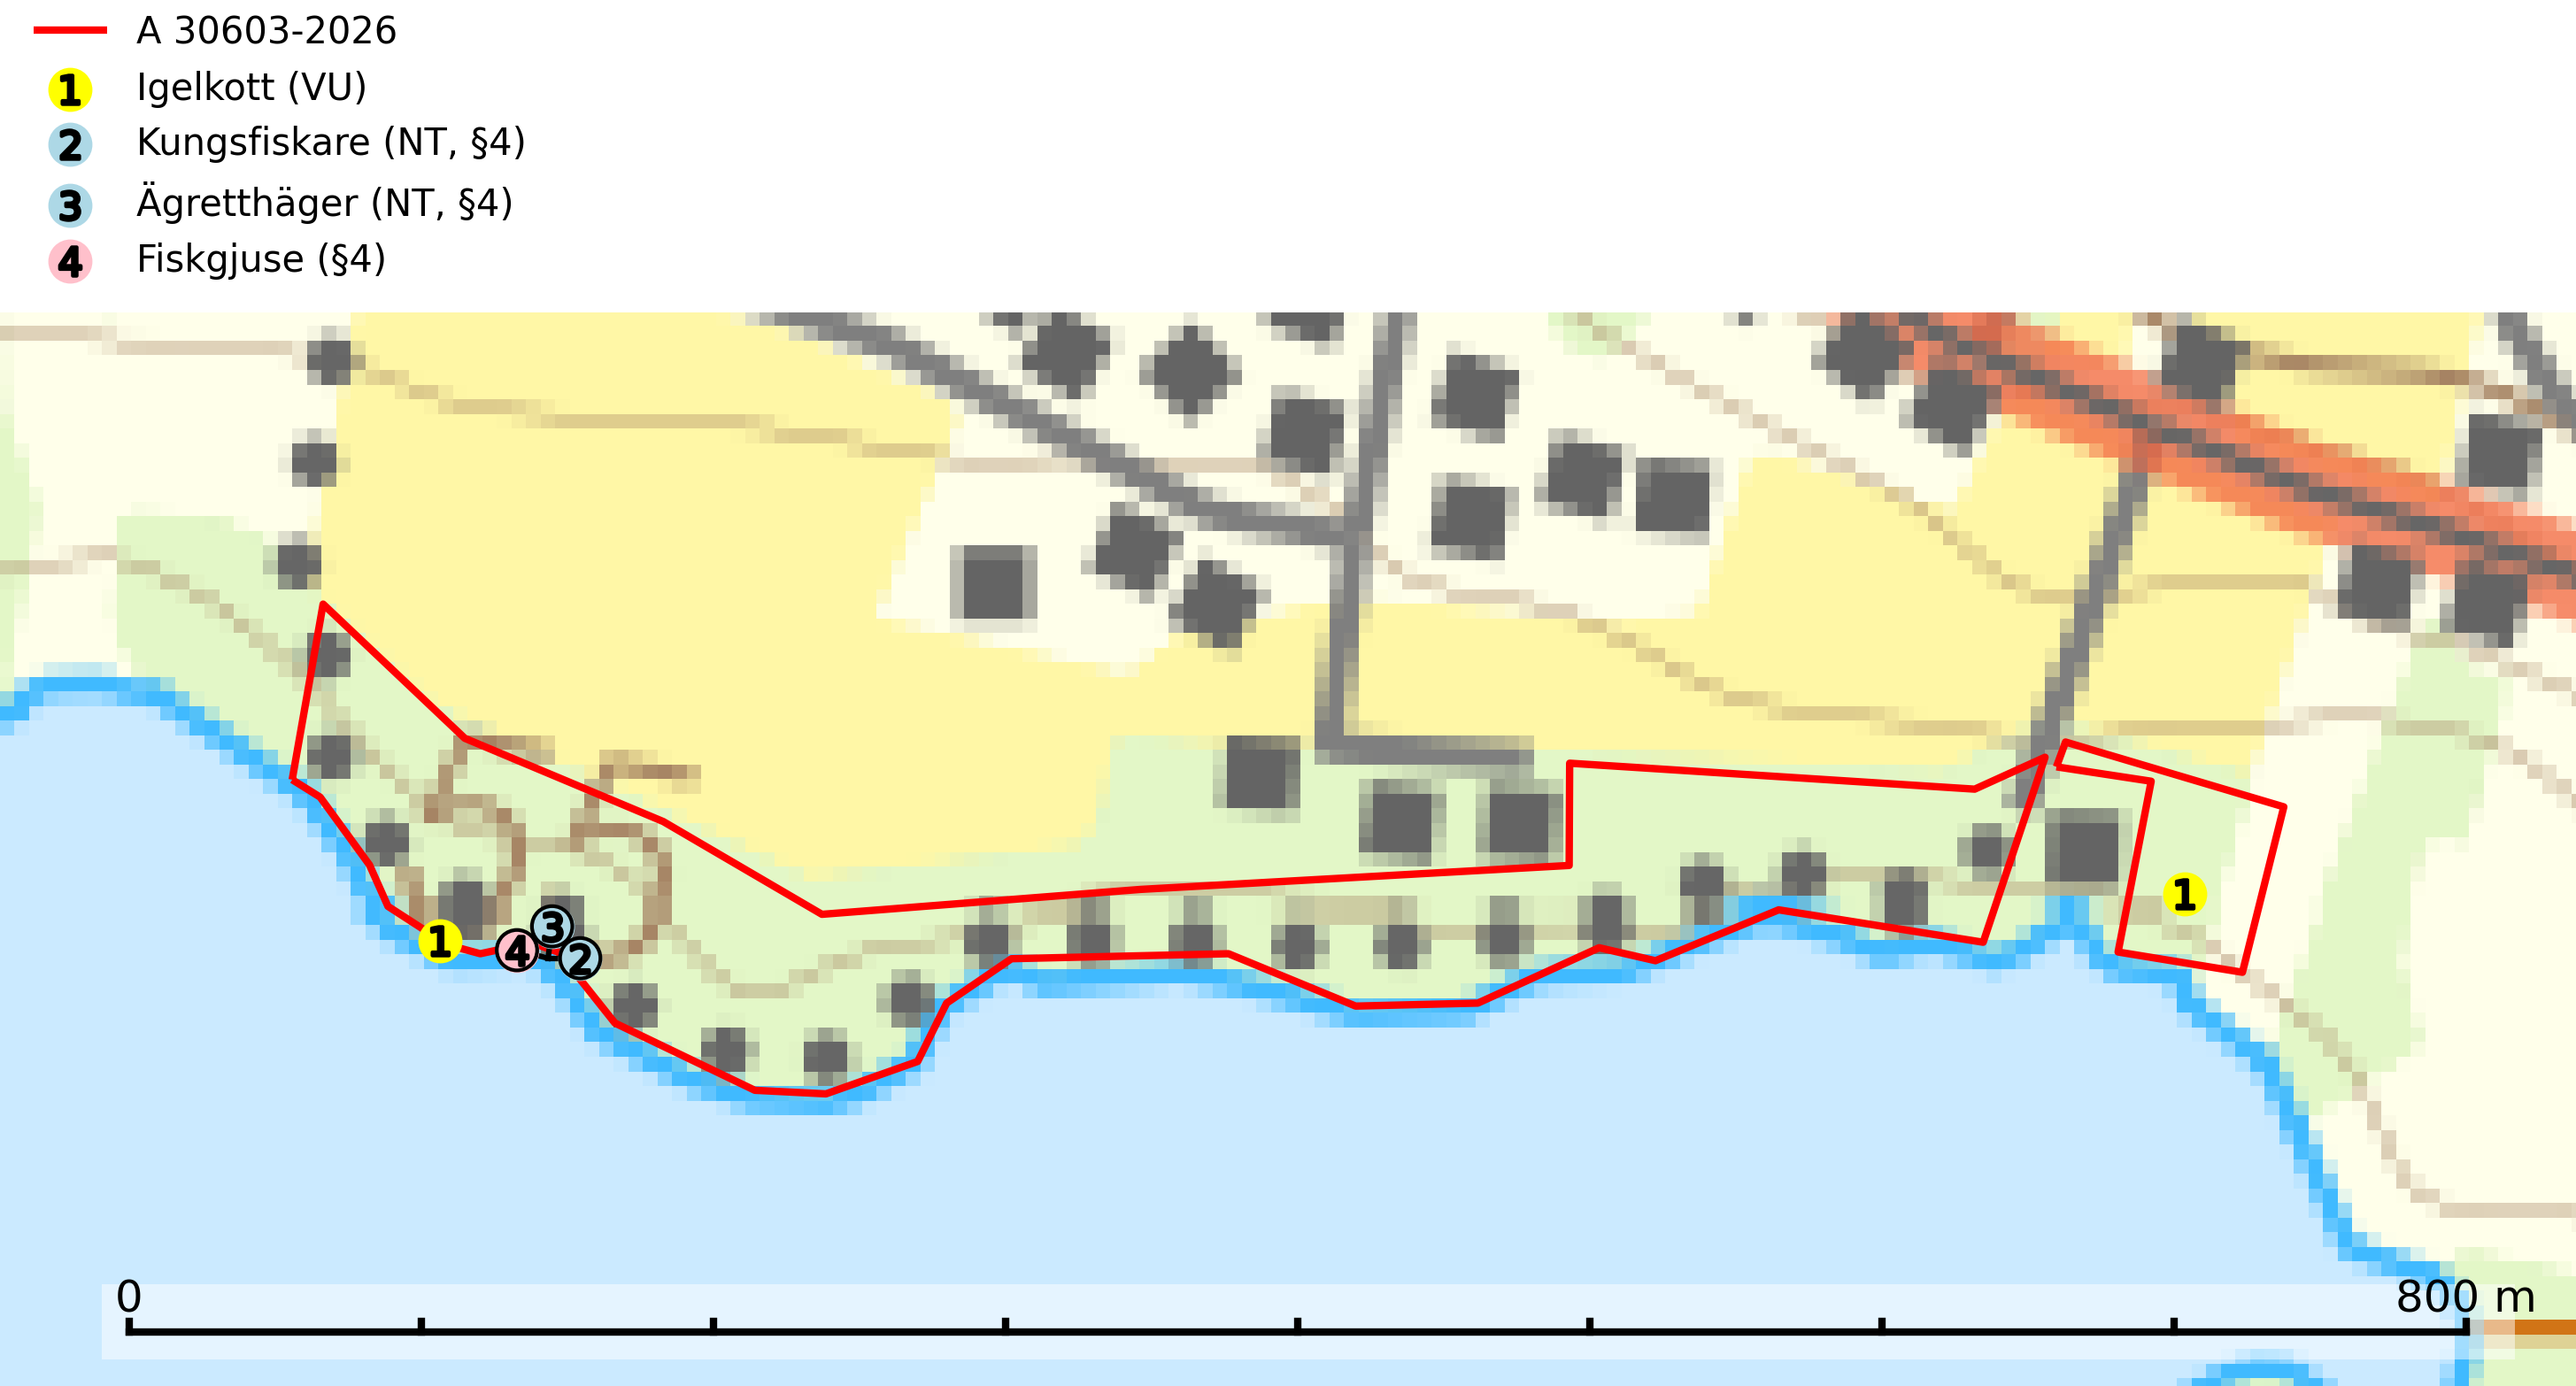 A 30603-2026
1 Igelkott (VU)
2 Kungsfiskare (NT, §4)
3 Ägretthäger (NT, §4)
4 Fiskgjuse (§4)
1
3
1
4
2
0 800 m